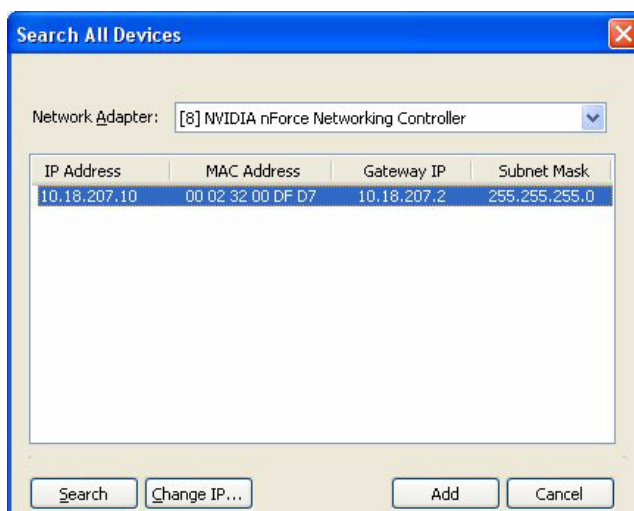 Search All Devices
Network Adapter: [8] NVIDIA nForce Networking Controller
IP Address MAC Address Gateway IP Subnet Mask
10.18.207.10 00 02 32 00 DF D7 10.18.207.2 255.255.255.0
Search Change IP... Add Cancel